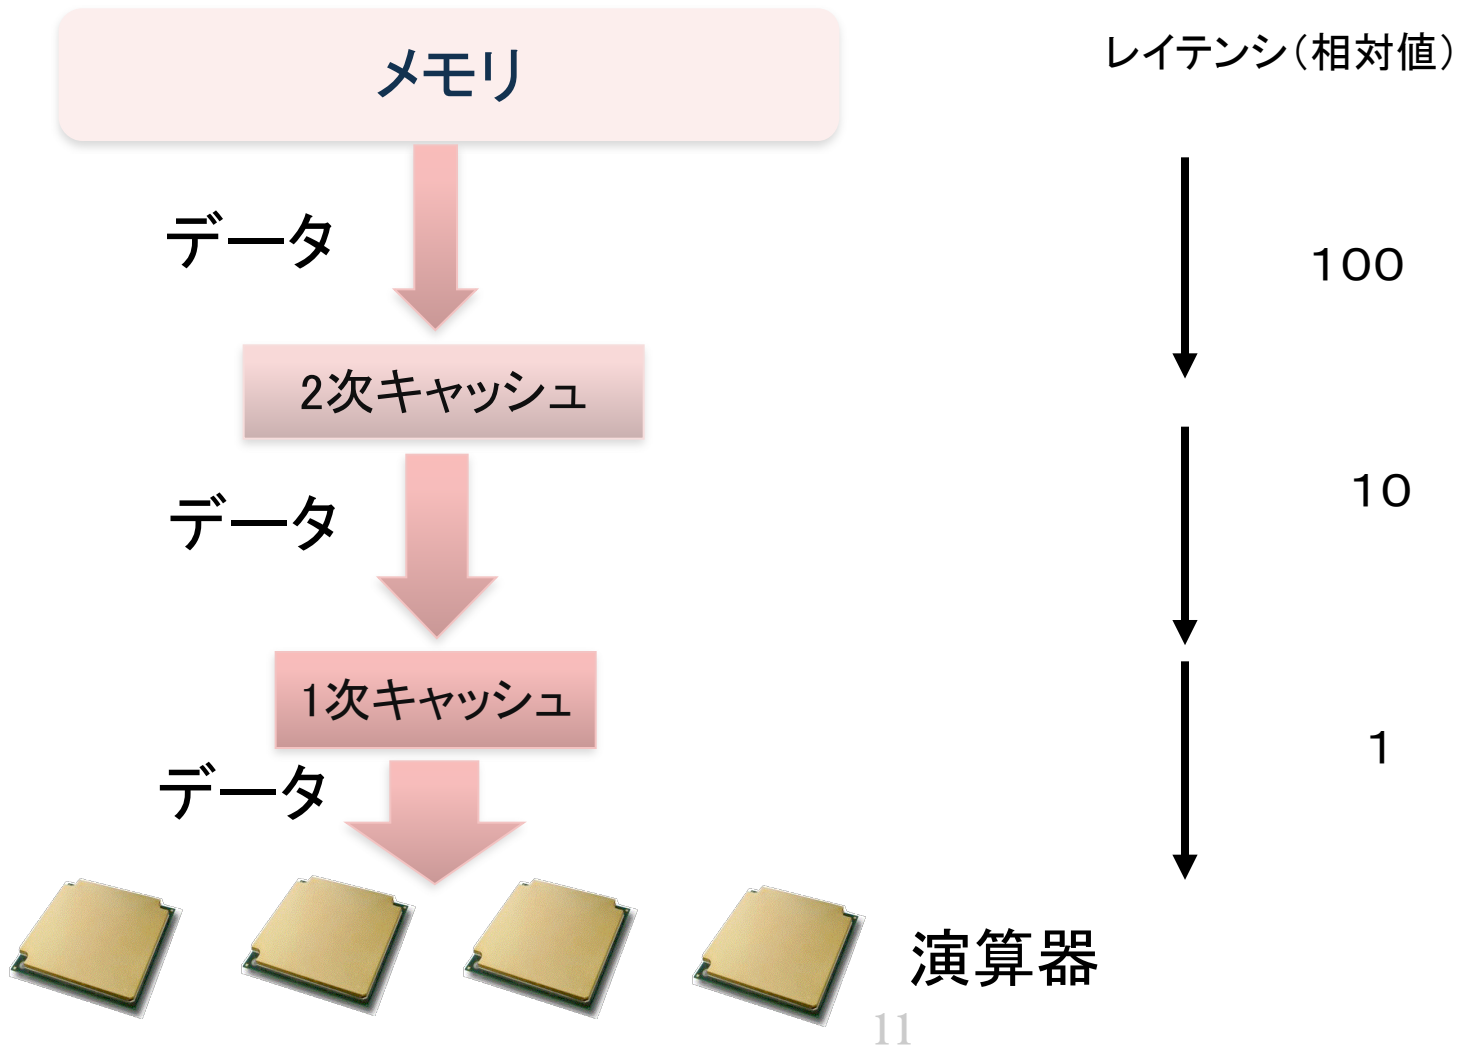 メモリ
レイテンシ（相対値）
データ
１００
2次キャッシュ
データ
１０
1次キャッシュ
データ
１
演算器
11